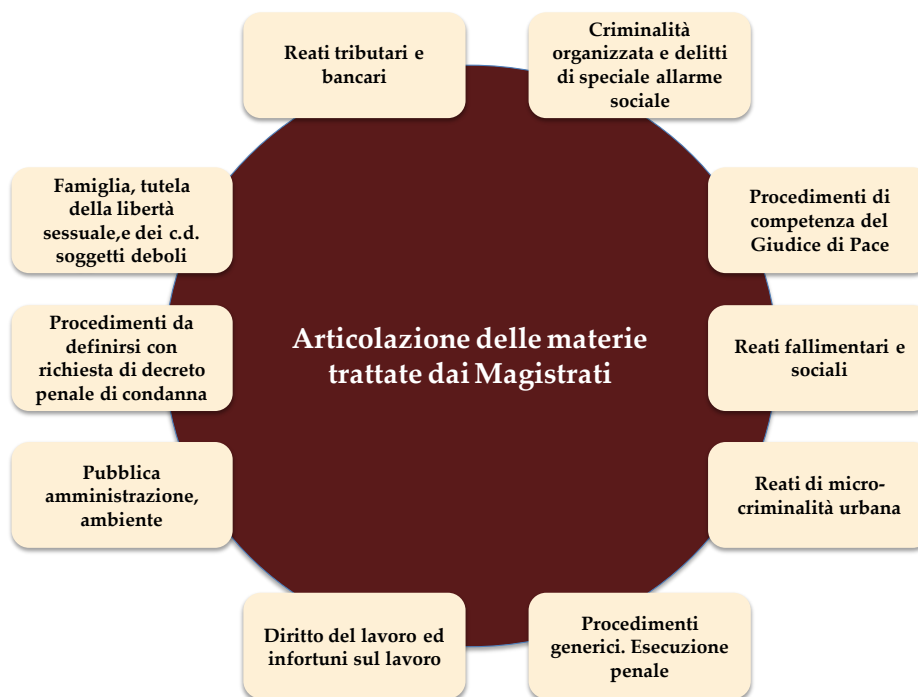 Reati tributari e
bancari
Criminalità
organizzata e delitti
di speciale allarme
sociale
Famiglia, tutela
della libertà
sessuale,e dei c.d.
soggetti deboli
Procedimenti di
competenza del
Giudice di Pace
Procedimenti da
definirsi con
richiesta di decreto
penale di condanna
Articolazione delle materie
trattate dai Magistrati
Reati fallimentari e
sociali
Pubblica
amministrazione,
ambiente
Reati di micro-
criminalità urbana
Diritto del lavoro ed
infortuni sul lavoro
Procedimenti
generici. Esecuzione
penale